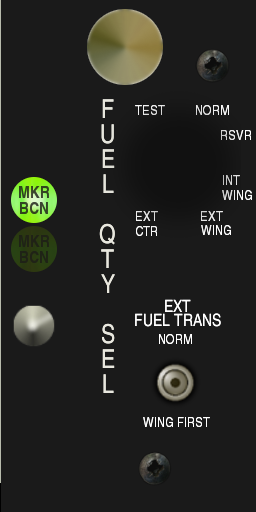 TEST NORM
RSVR
INT
WING
EXT
CTR
EXT
WING
FUEL QTY SEL
MKR
BCN
MKR
BCN
EXT
FUEL TRANS
NORM
WING FIRST